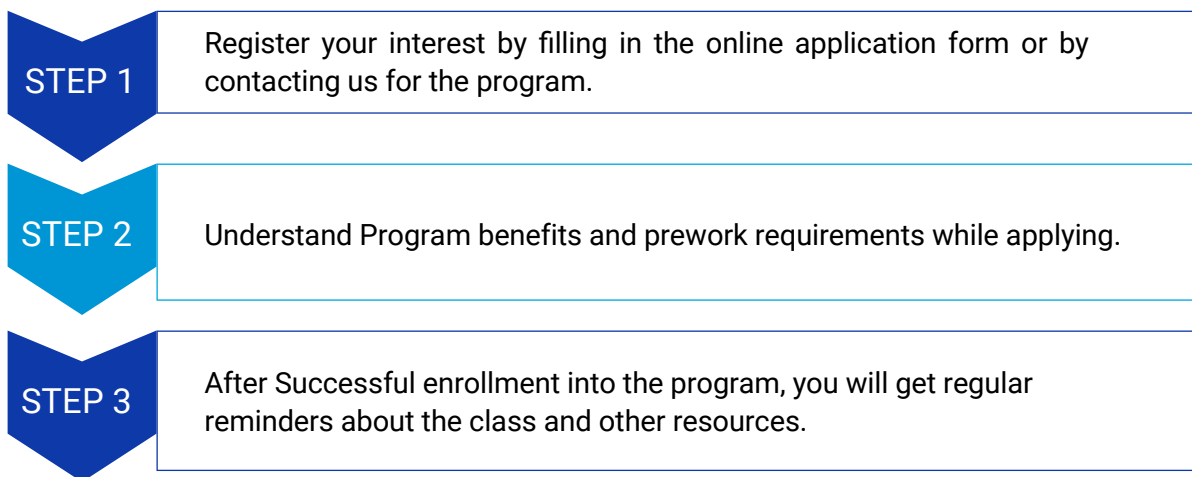 STEP 1
Register your interest by filling in the online application form or by
contacting us for the program.
STEP 2
Understand Program benefits and prework requirements while applying.
STEP 3
After Successful enrollment into the program, you will get regular
reminders about the class and other resources.